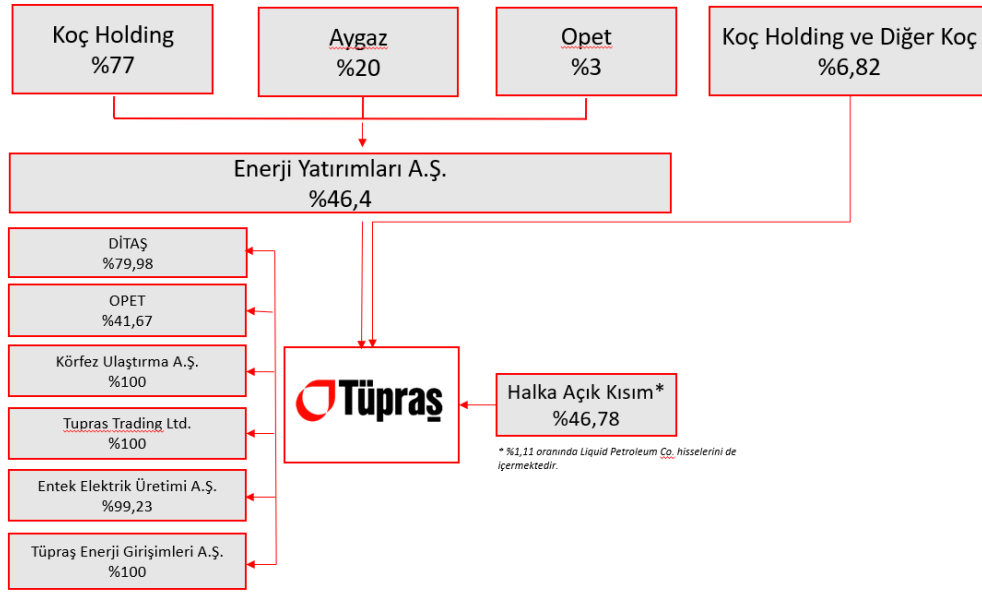 Koç Holding
%77
Aygaz
%20
Opet
%3
Koç Holding ve Diğer Koç
%6,82
Enerji Yatırımları A.Ş.
%46,4
DİTAŞ
%79,98
OPET
%41,67
Körfez Ulaştırma A.Ş.
%100
Tupras Trading Ltd.
%100
Entek Elektrik Üretimi A.Ş.
%99,23
Tüpraş Enerji Girişimleri A.Ş.
%100
Tüpraş
Halka Açık Kısım*
%46,78
* %1,11 oranında Liquid Petroleum Co. hisselerini de
içermektedir.